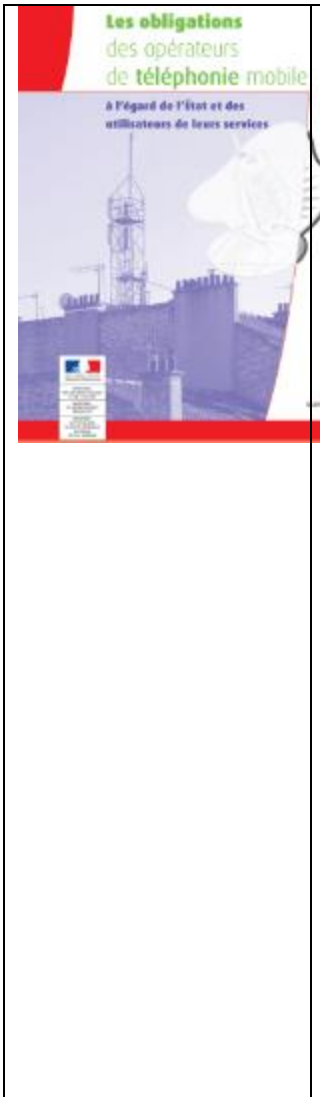 Les obligations
des opérateurs
de téléphonie mobile
à l'égard de l'État et des
utilisateurs de leurs services